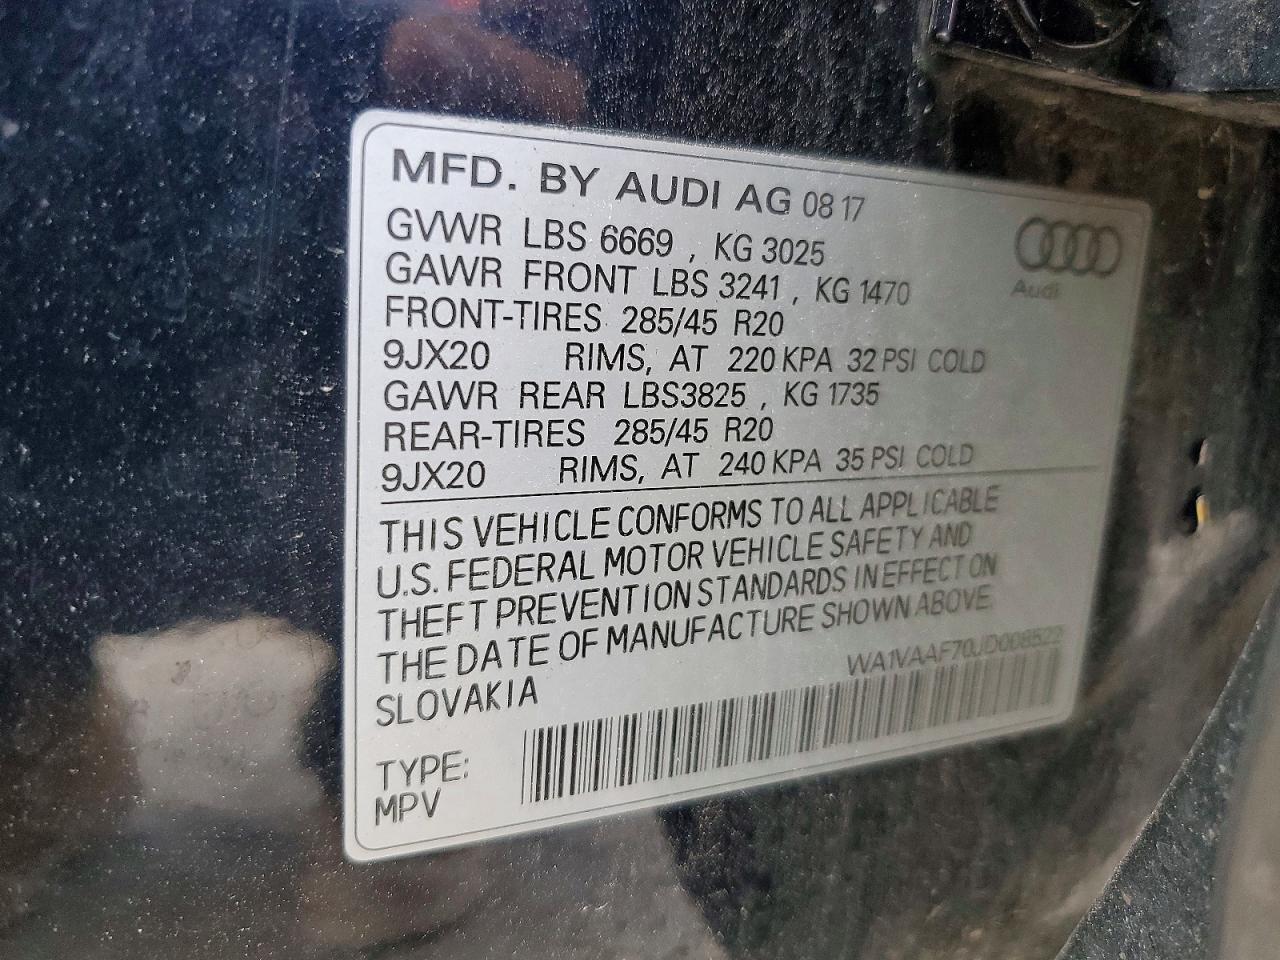 MFD. BY AUDI AG 08 17
GVWR LBS 6669 , KG 3025
Audi
GAWR FRONT LBS 3241 , KG 1470
FRONT-TIRES 285/45 R20
9JX20 RIMS, AT 220 KPA 32 PSI COLD
GAWR REAR LBS3825 , KG 1735
REAR-TIRES 285/45 R20
9JX20 RIMS, AT 240 KPA 35 PSI COLD
THIS VEHICLE CONFORMS TO ALL APPLICABLE
U.S. FEDERAL MOTOR VEHICLE SAFETY AND
THEFT PREVENTION STANDARDS IN EFFECT ON
THE DATE OF MANUFACTURE SHOWN ABOVE.
WA1VAAF70JD008522
SLOVAKIA
TYPE:
MPV